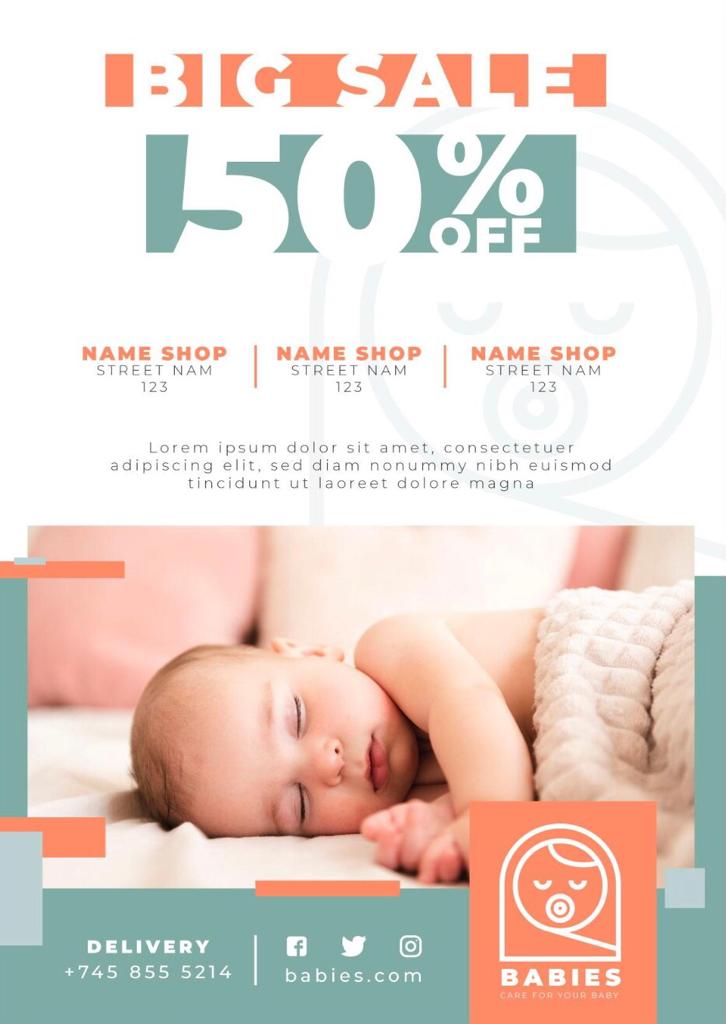 BIG SALE
50%
OFF
NAME SHOP
STREET NAM
123
NAME SHOP
STREET NAM
123
NAME SHOP
STREET NAM
123
Lorem ipsum dolor sit amet, consectetuer
adipiscing elit, sed diam nonummy nibh euismod
tincidunt ut laoreet dolore magna
DELIVERY
+745 855 5214
babies.com
BABIES
CARE FOR YOUR BABY